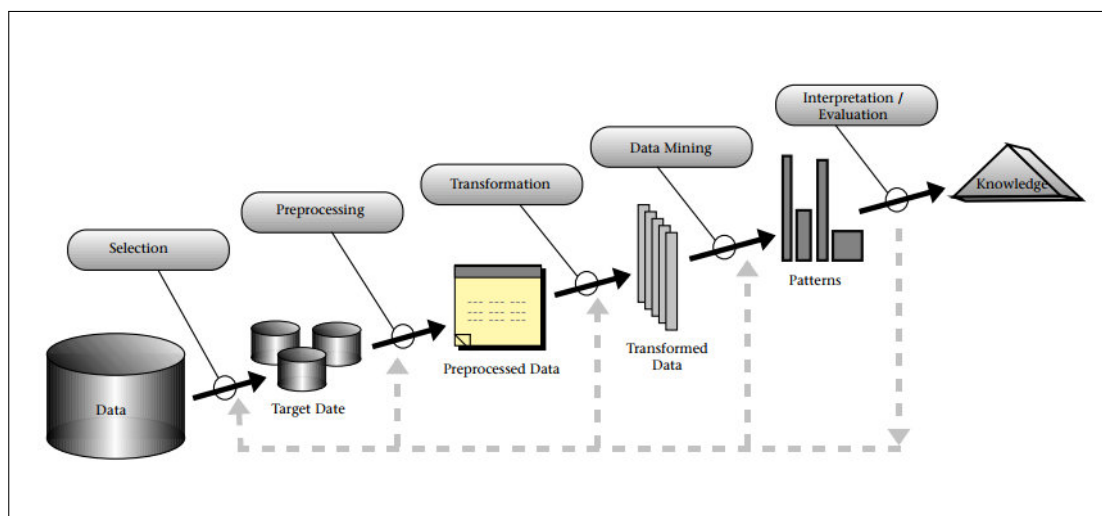 Interpretation /
Evaluation
Data Mining
Transformation
Preprocessing
Selection
Data
Target Date
Preprocessed Data
Transformed
Data
Patterns
Knowledge